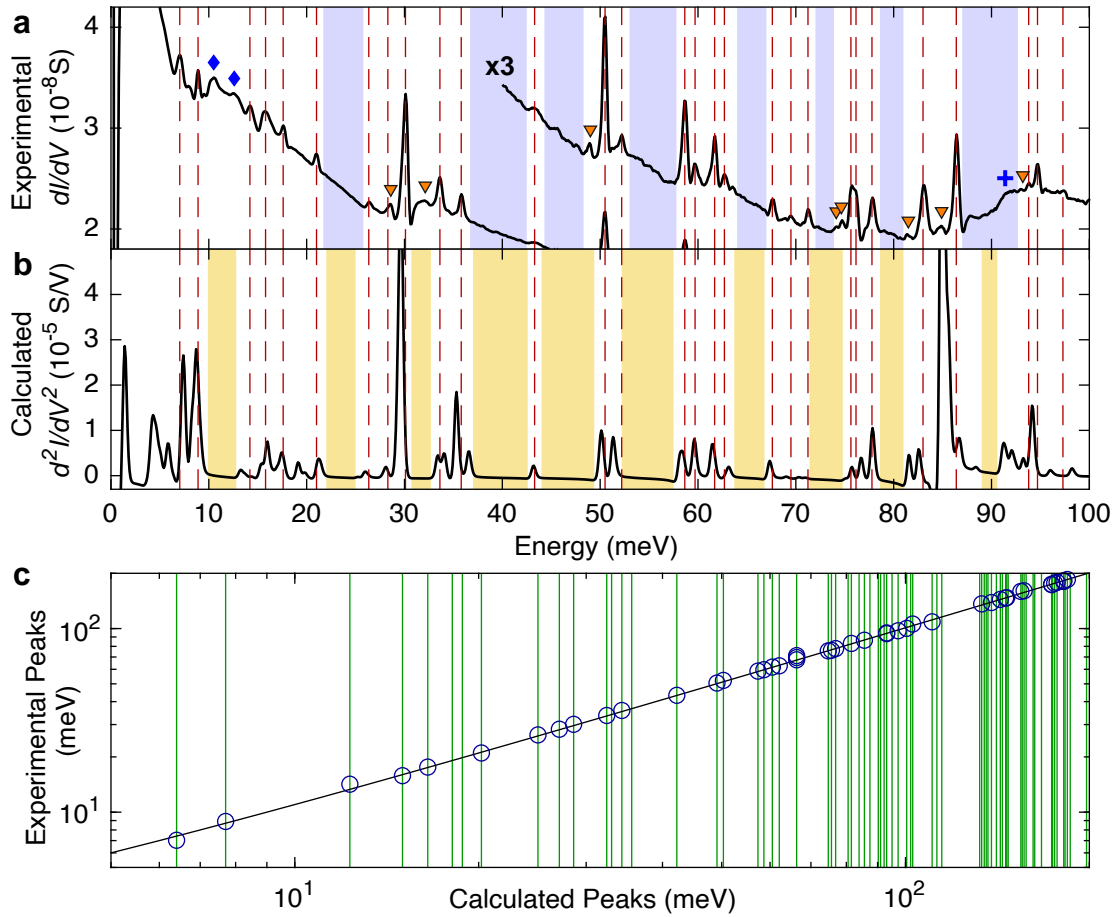 a
Experimental
dI/dV (10⁻⁸S)
4
3
2
x3
b
Calculated
d²I/dV² (10⁻⁵ S/V)
4
3
2
1
0
0 10 20 30 40 50 60 70 80 90 100
Energy (meV)
c
Experimental Peaks
(meV)
10²
10¹
10¹ 10²
Calculated Peaks (meV)